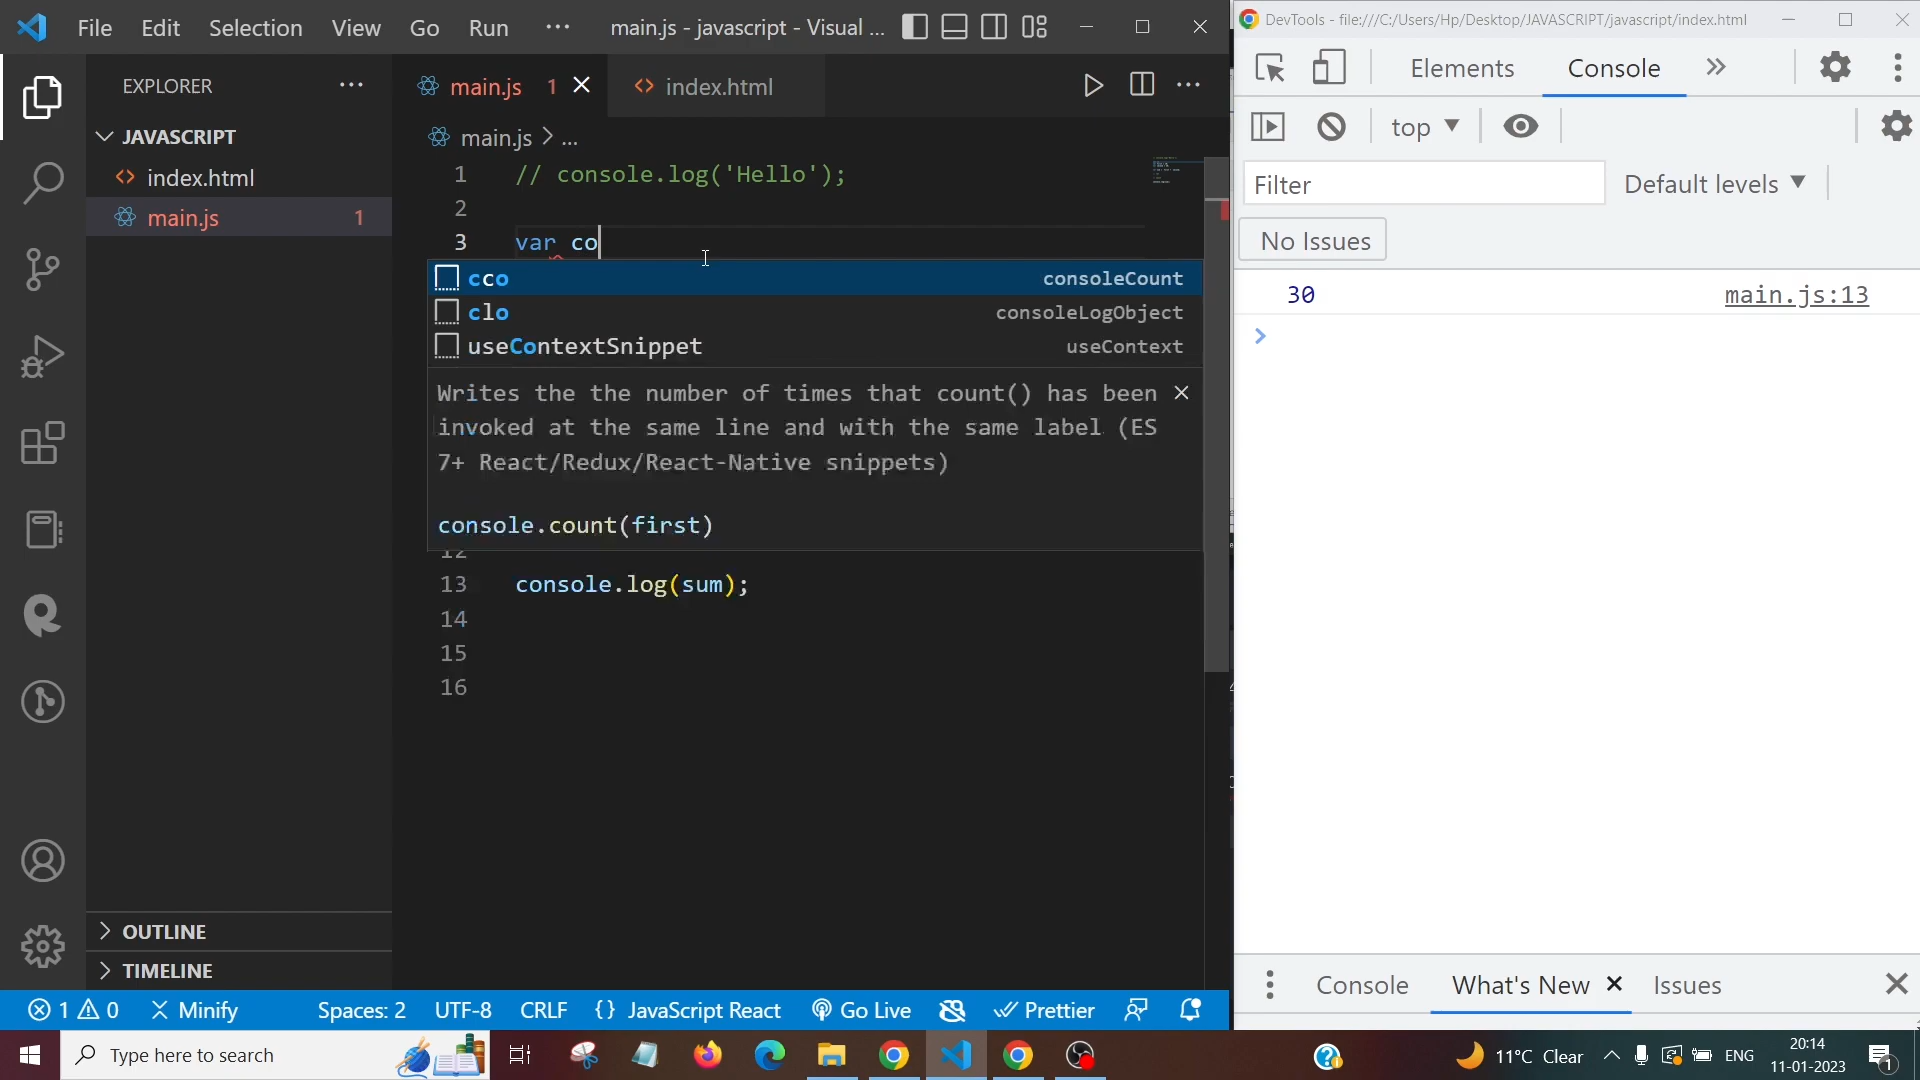 File Edit Selection View Go Run ··· main.js - javascript - Visual ...
DevTools - file:///C:/Users/Hp/Desktop/JAVASCRIPT/javascript/index.html
EXPLORER
main.js 1
index.html
Elements
Console
JAVASCRIPT
index.html
main.js 1
main.js > ...
top
Filter
Default levels
No Issues
30 main.js:13
1 // console.log('Hello');
2
3 var co
cco consoleCount
clo consoleLogObject
useContextSnippet useContext
Writes the the number of times that count() has been
invoked at the same line and with the same label (ES
7+ React/Redux/React-Native snippets)
console.count(first)
12
13 console.log(sum);
14
15
16
OUTLINE
TIMELINE
Console
What's New
Issues
1 0 Minify Spaces: 2 UTF-8 CRLF {} JavaScript React Go Live Prettier
Type here to search
11°C Clear
ENG
20:14
11-01-2023
1